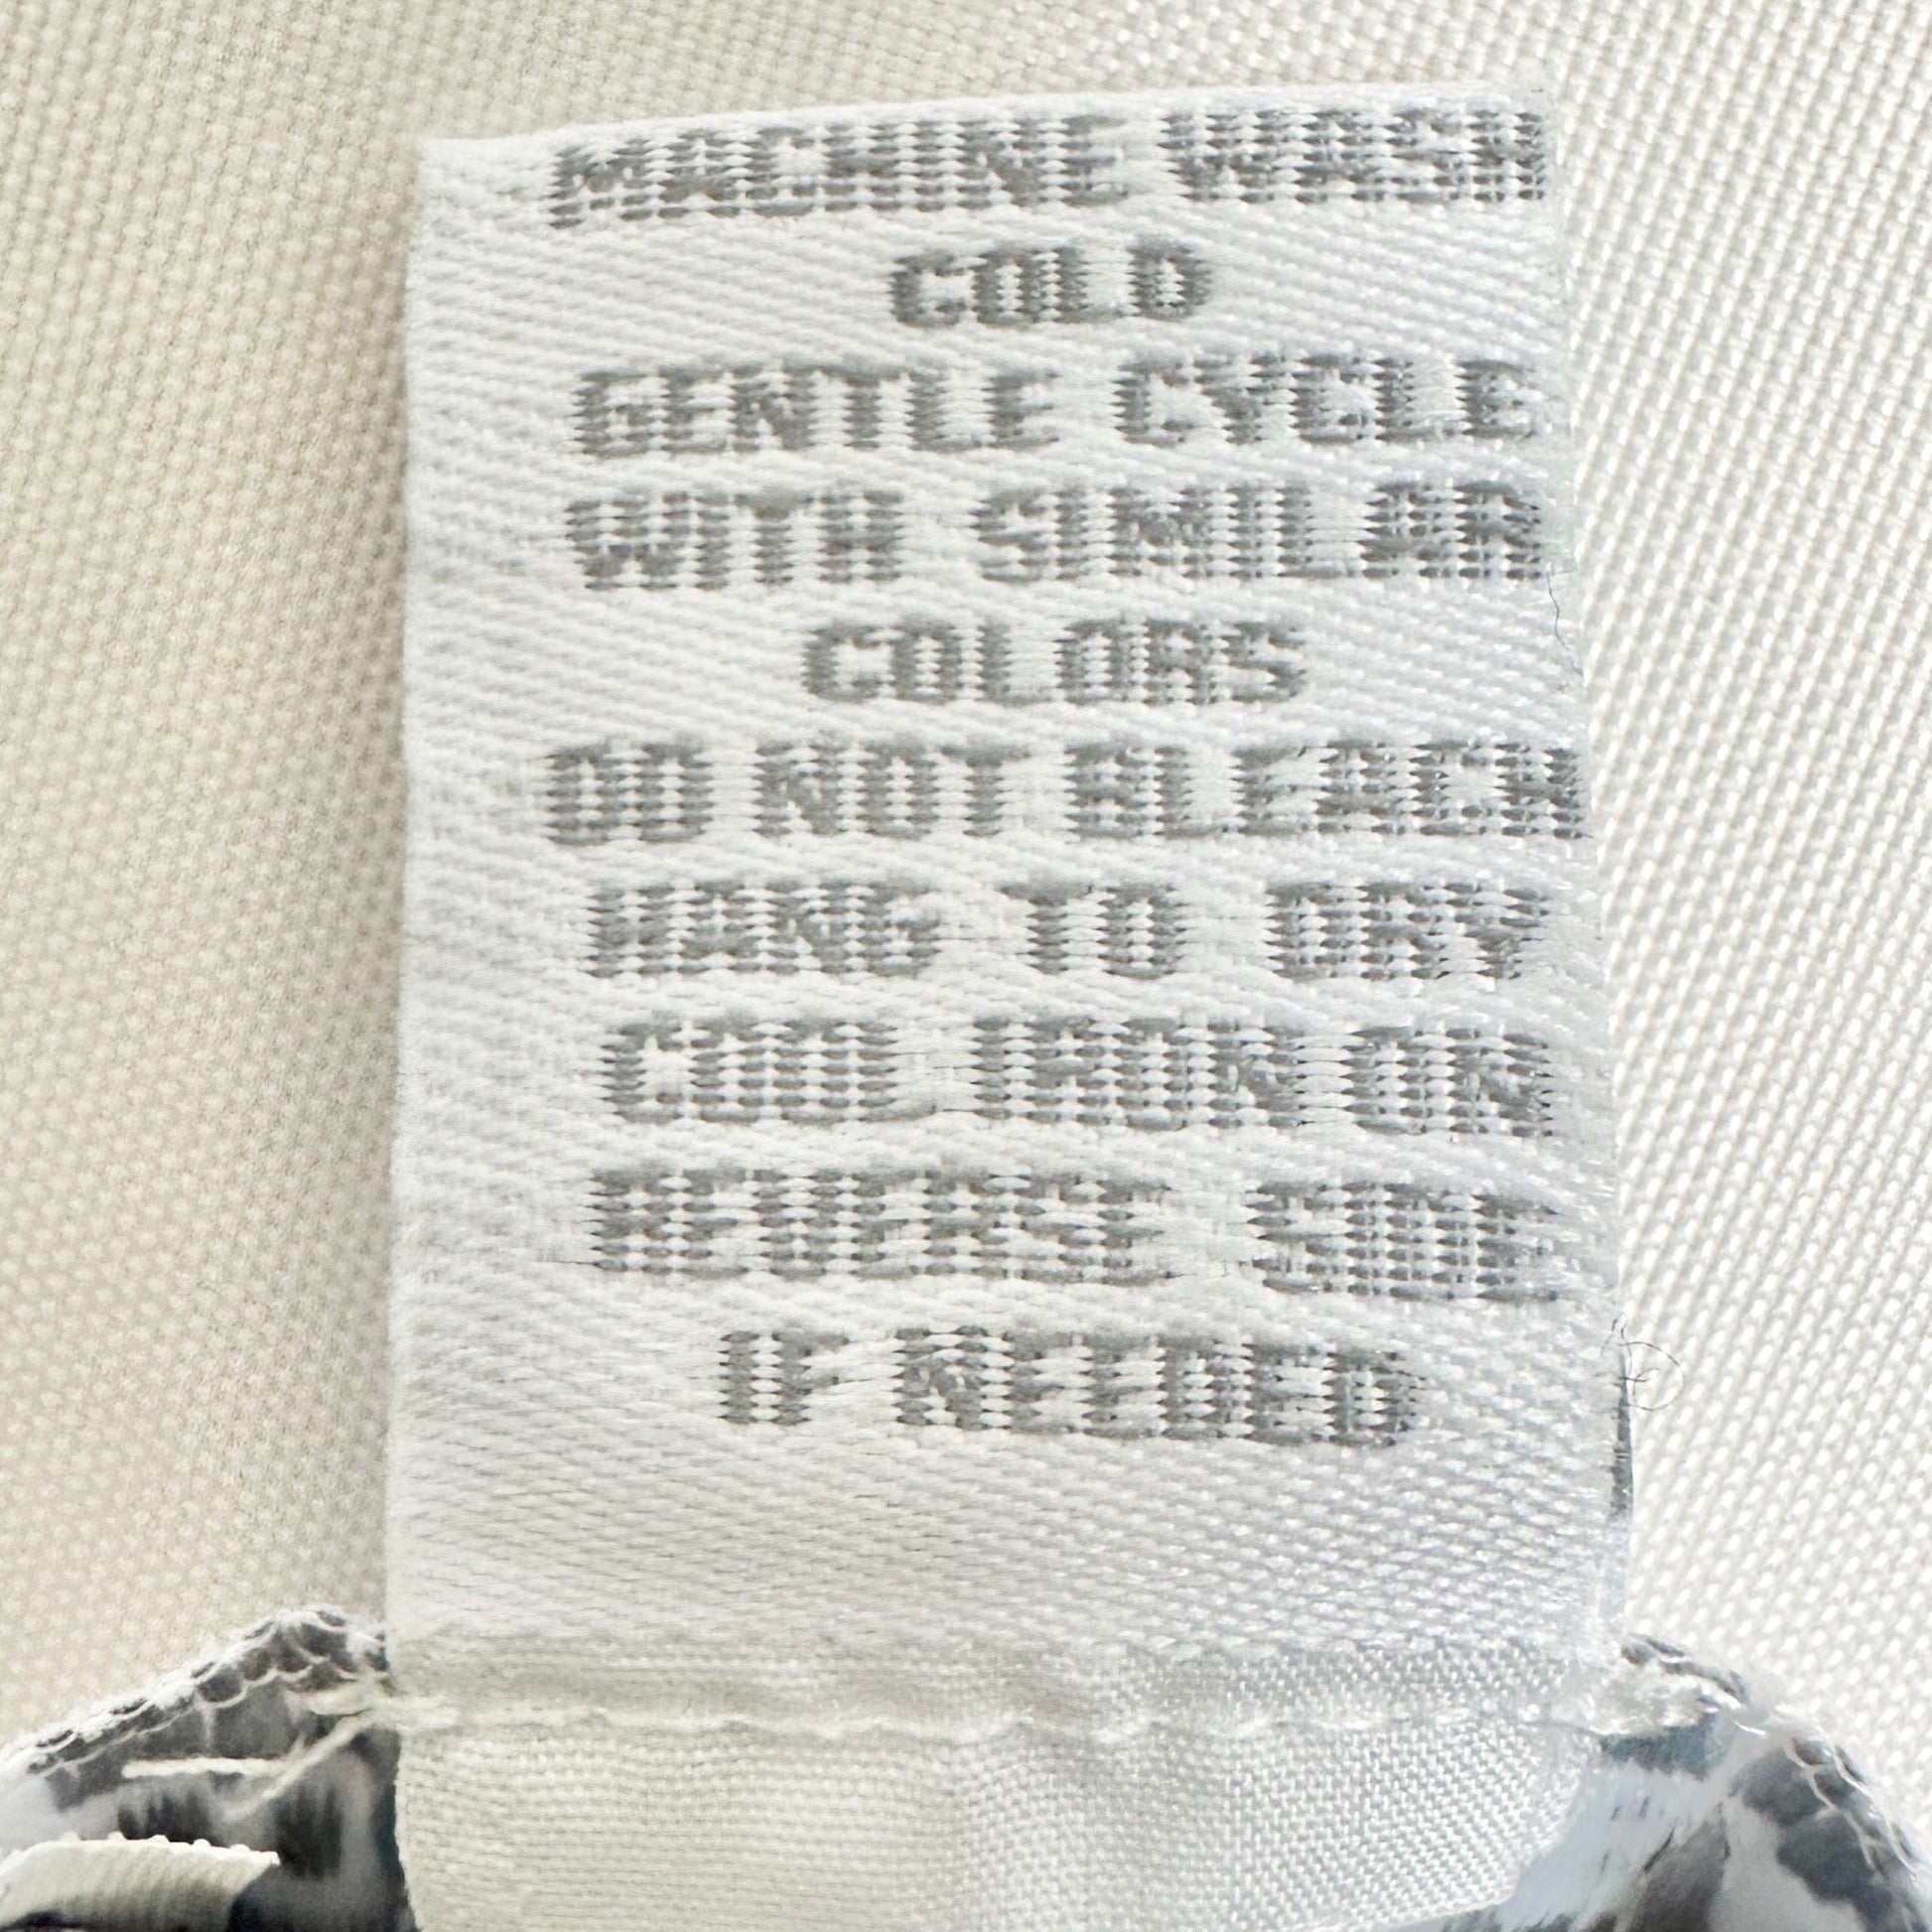 MACHINE WASH
COLD
GENTLE CYCLE
WITH SIMILAR
COLORS
DO NOT BLEACH
HANG TO DRY
COOL IRON ON
REVERSE SIDE
IF NEEDED